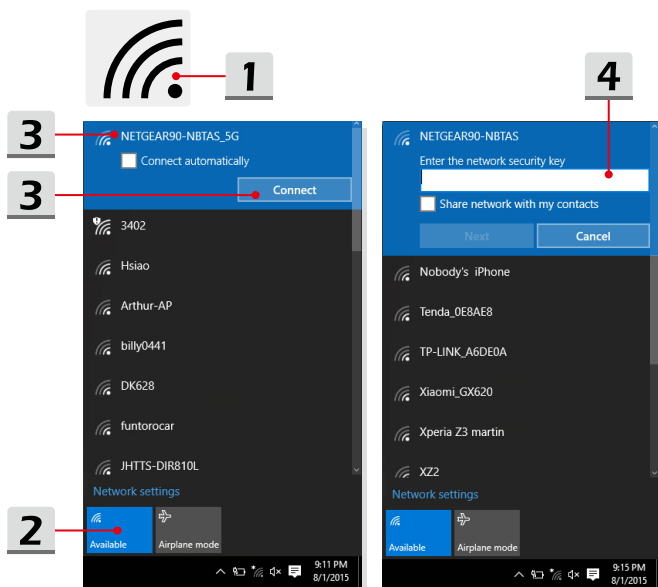 1
3
NETGEAR90-NBTAS_5G
Connect automatically
3
Connect
3402
Hsiao
Arthur-AP
billy0441
DK628
funtorocar
JHTTS-DIR810L
Network settings
2
Available
Airplane mode
9:11 PM
8/1/2015
4
NETGEAR90-NBTAS
Enter the network security key
Share network with my contacts
Next
Cancel
Nobody's iPhone
Tenda_0E8AE8
TP-LINK_A6DE0A
Xiaomi_GX620
Xperia Z3 martin
XZ2
Network settings
Available
Airplane mode
9:15 PM
8/1/2015